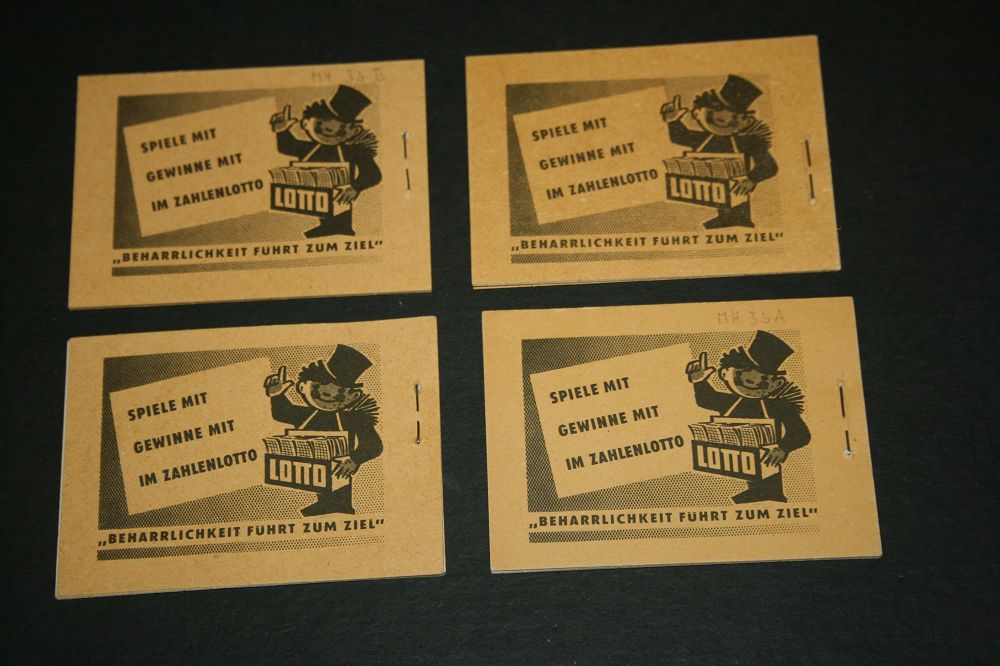 MH 3b B
SPIELE MIT
GEWINNE MIT
IM ZAHLENLOTTO
LOTTO
„BEHARRLICHKEIT FÜHRT ZUM ZIEL“
SPIELE MIT
GEWINNE MIT
IM ZAHLENLOTTO
LOTTO
„BEHARRLICHKEIT FÜHRT ZUM ZIEL“
SPIELE MIT
GEWINNE MIT
IM ZAHLENLOTTO
LOTTO
„BEHARRLICHKEIT FÜHRT ZUM ZIEL“
MH 3b A
SPIELE MIT
GEWINNE MIT
IM ZAHLENLOTTO
LOTTO
„BEHARRLICHKEIT FÜHRT ZUM ZIEL“